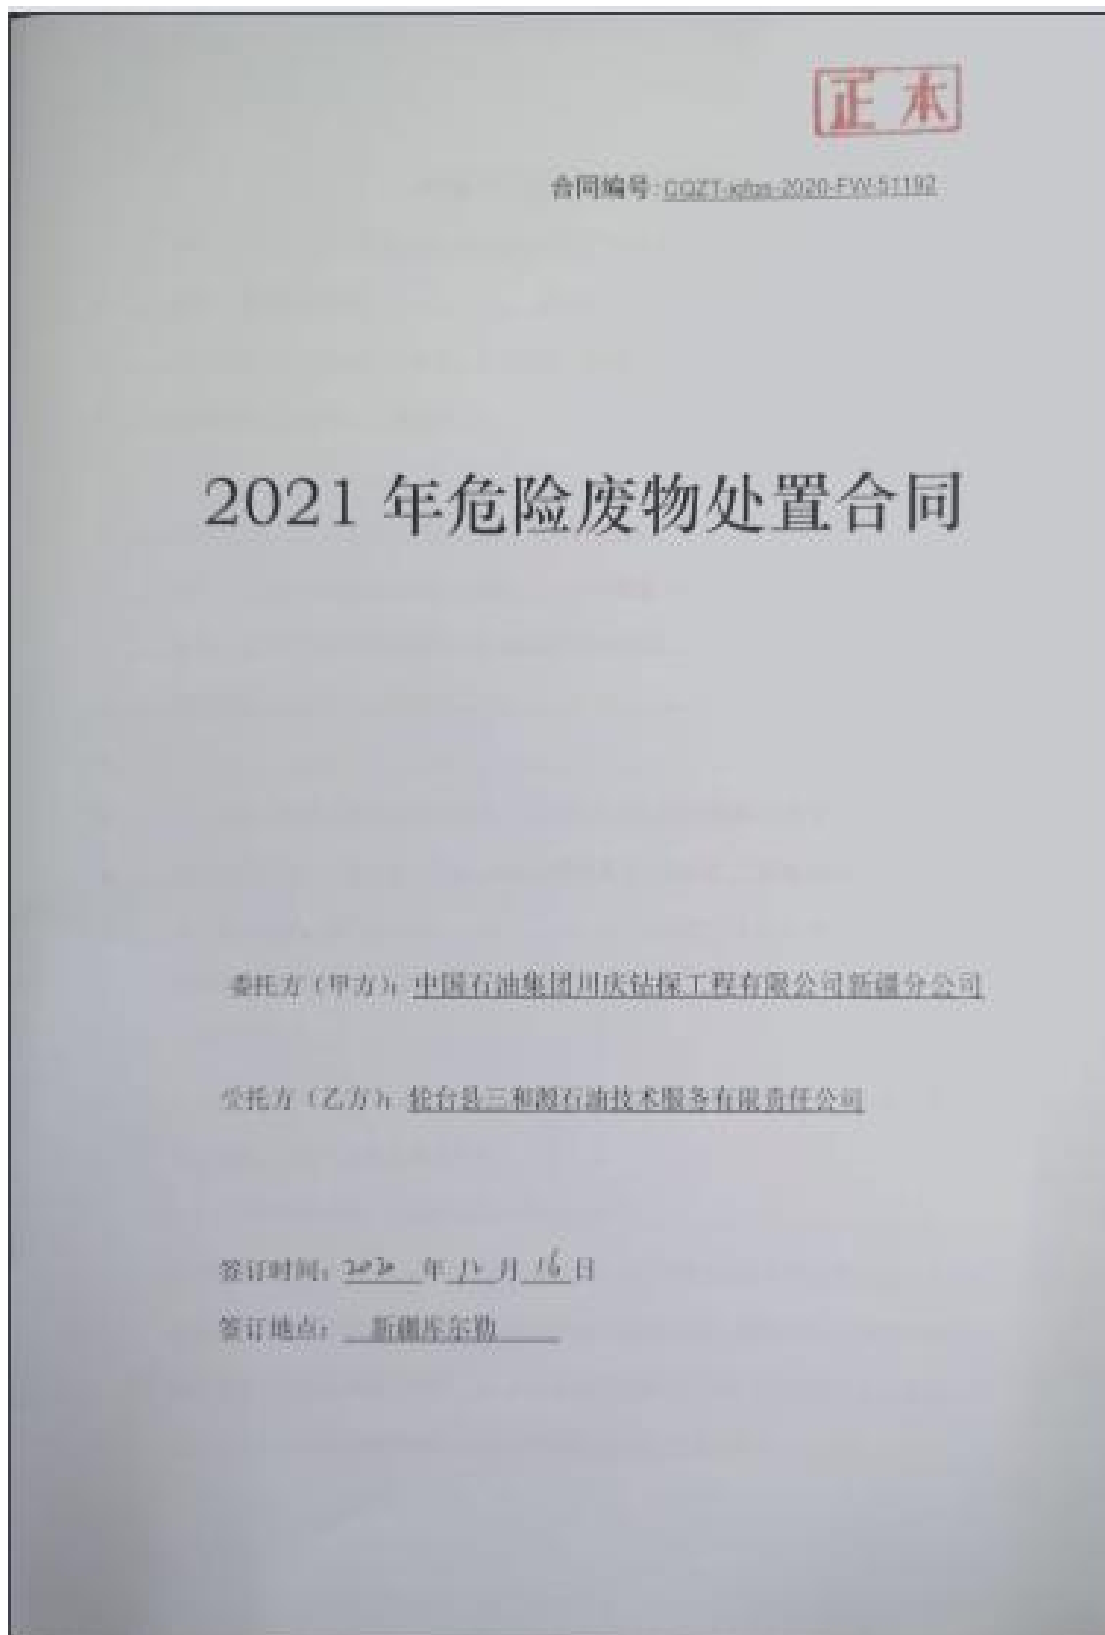 正本
合同编号:CQZT-xjfgs-2020-FW-51192
2021 年危险废物处置合同
委托方（甲方）：中国石油集团川庆钻探工程有限公司新疆分公司
受托方（乙方）：轮台县三和源石油技术服务有限责任公司
签订时间：2020 年 12 月 16 日
签订地点： 新疆库尔勒